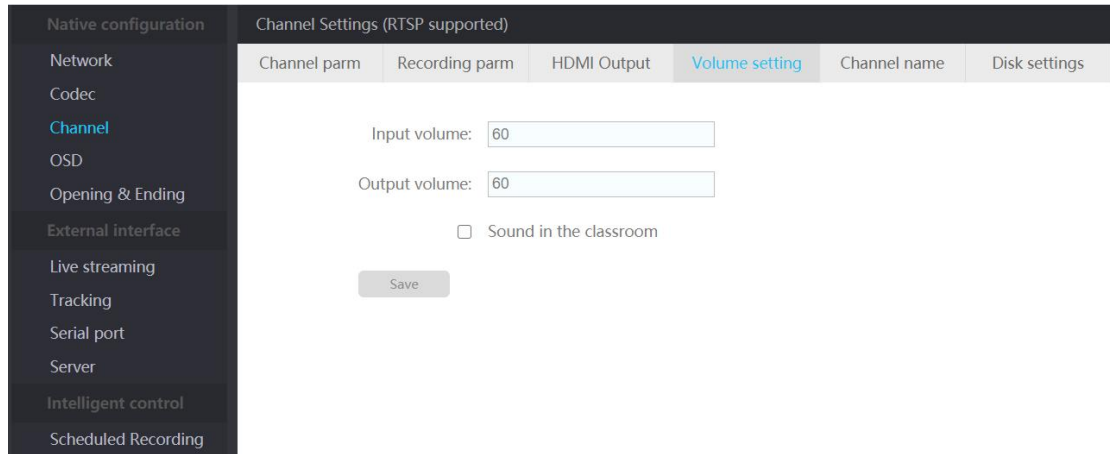 Native configuration
Network
Codec
Channel
OSD
Opening & Ending
External interface
Live streaming
Tracking
Serial port
Server
Intelligent control
Scheduled Recording
Channel Settings (RTSP supported)
Channel parm Recording parm HDMI Output Volume setting Channel name Disk settings
Input volume: 60
Output volume: 60
Sound in the classroom
Save